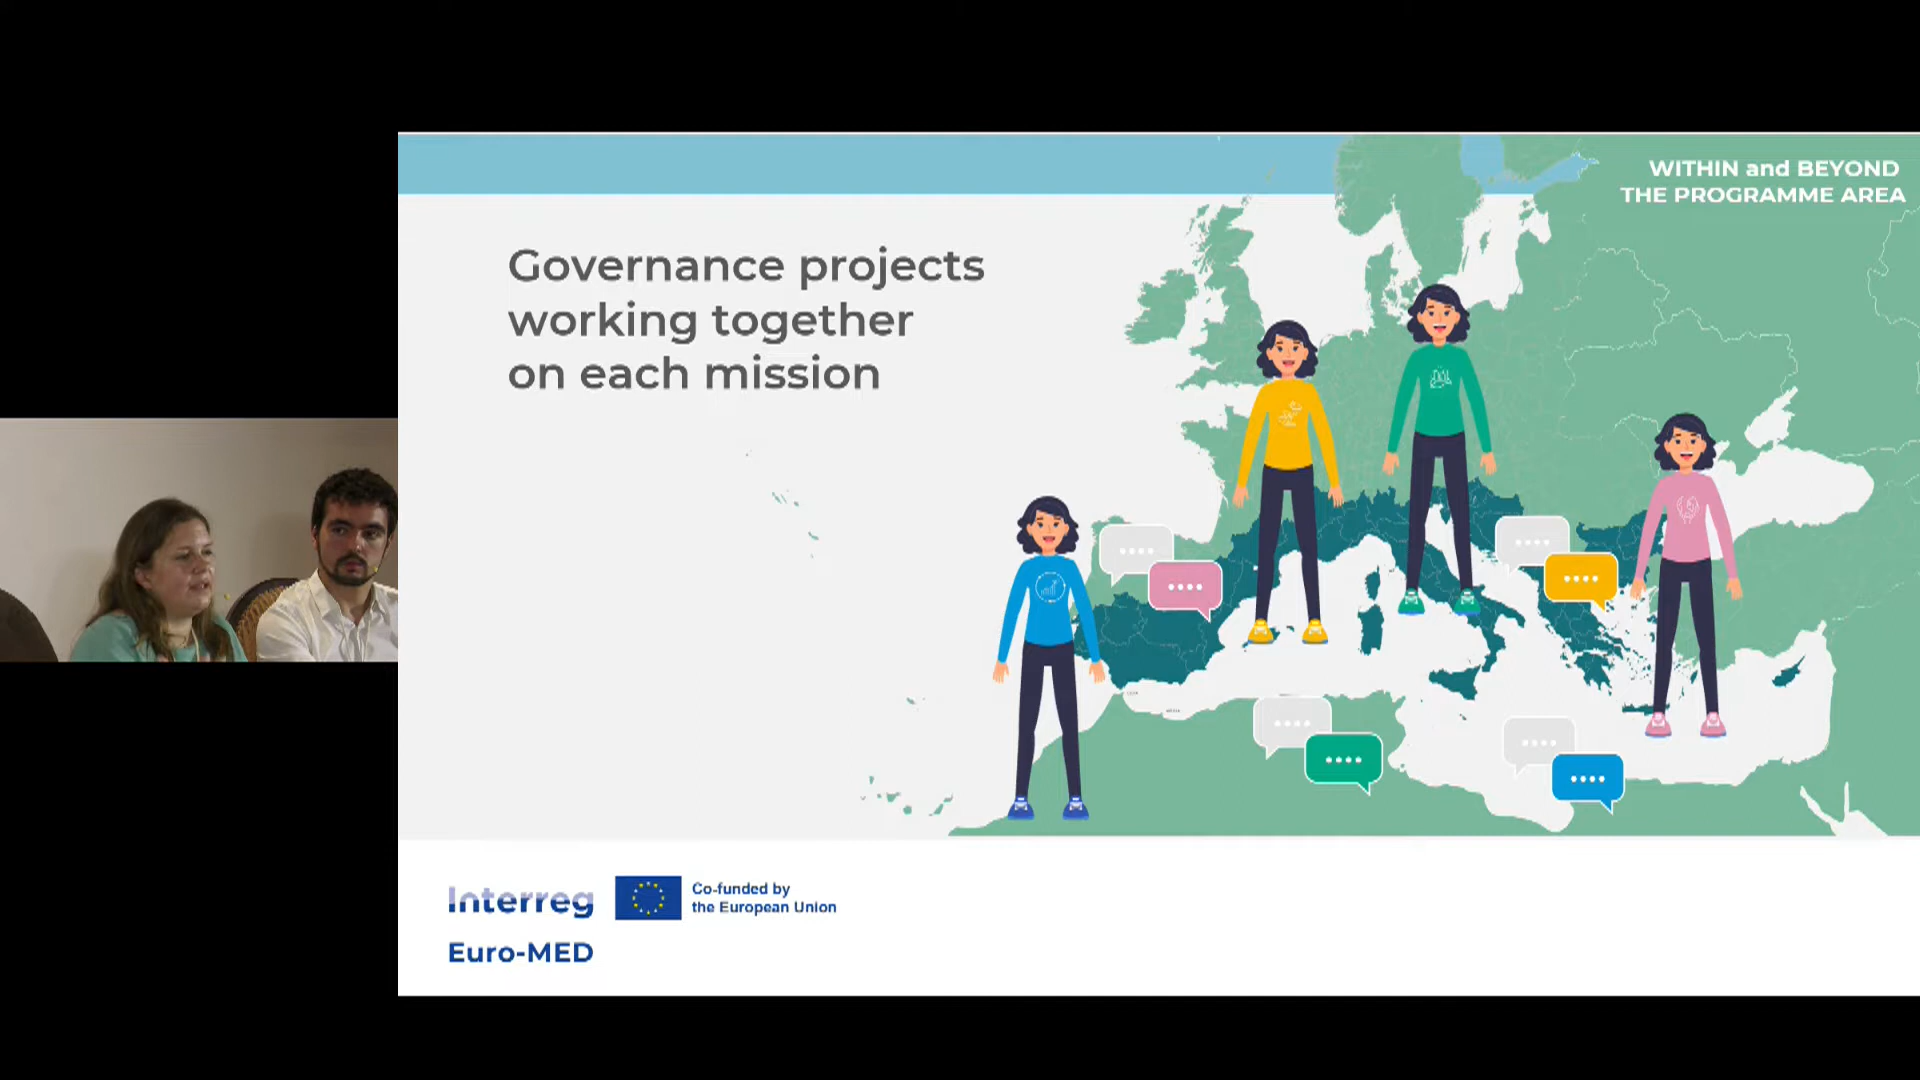 WITHIN and BEYOND
THE PROGRAMME AREA
Governance projects
working together
on each mission
Interreg
Co-funded by
the European Union
Euro-MED